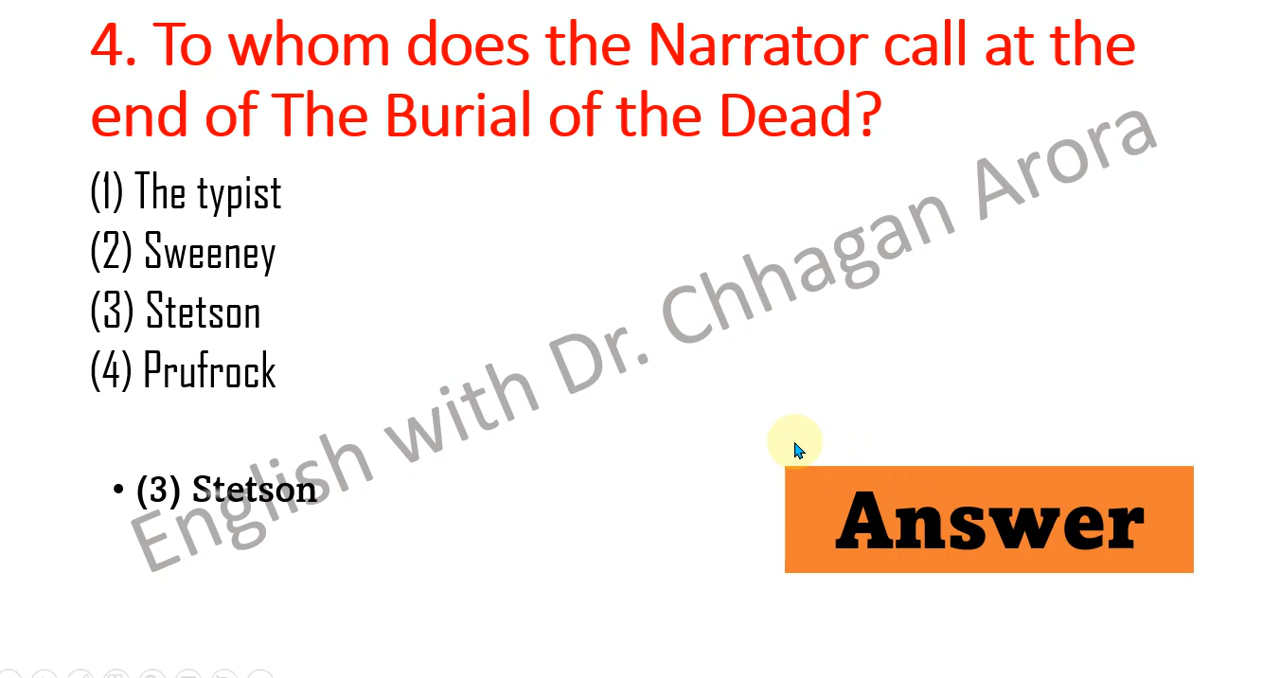 4. To whom does the Narrator call at the
end of The Burial of the Dead?
(1) The typist
(2) Sweeney
(3) Stetson
(4) Prufrock
• (3) Stetson
Answer
English with Dr. Chhagan Arora